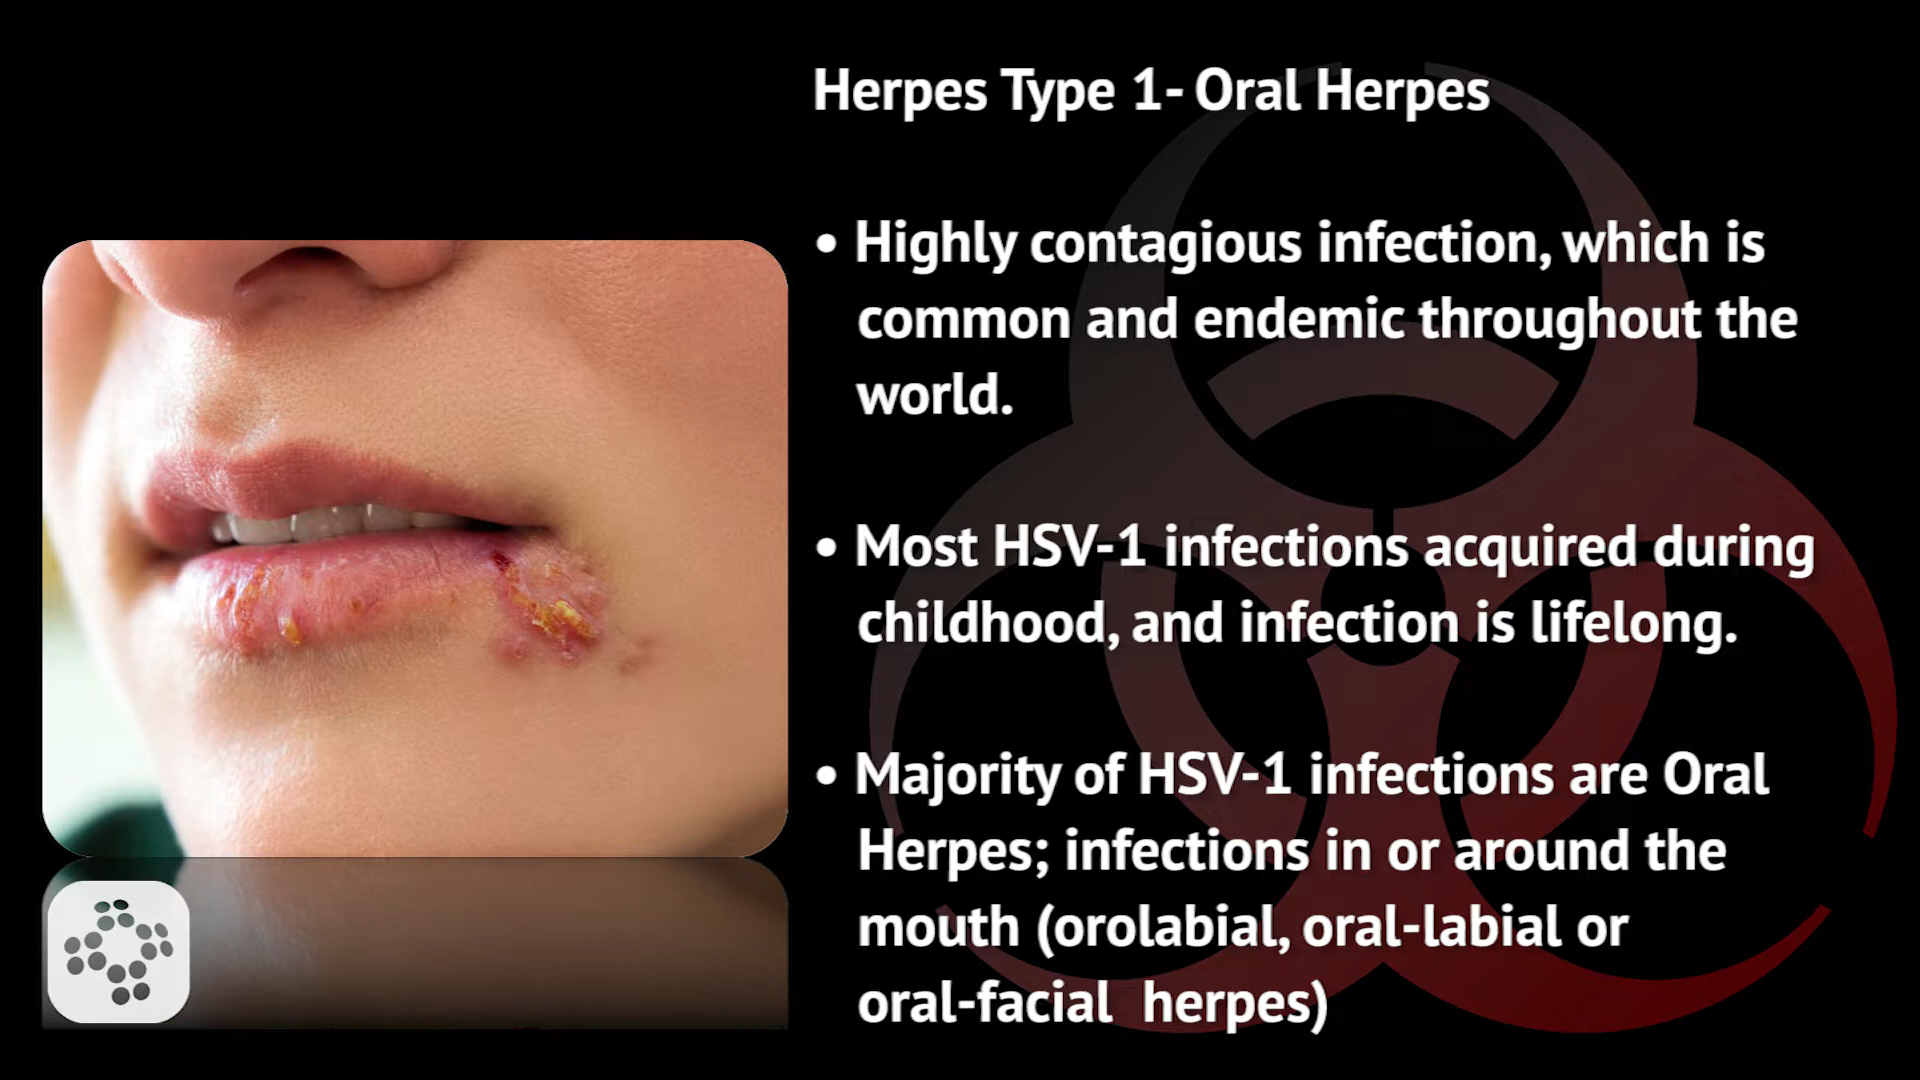 Herpes Type 1- Oral Herpes
• Highly contagious infection, which is
common and endemic throughout the
world.
• Most HSV-1 infections acquired during
childhood, and infection is lifelong.
• Majority of HSV-1 infections are Oral
Herpes; infections in or around the
mouth (orolabial, oral-labial or
oral-facial  herpes)